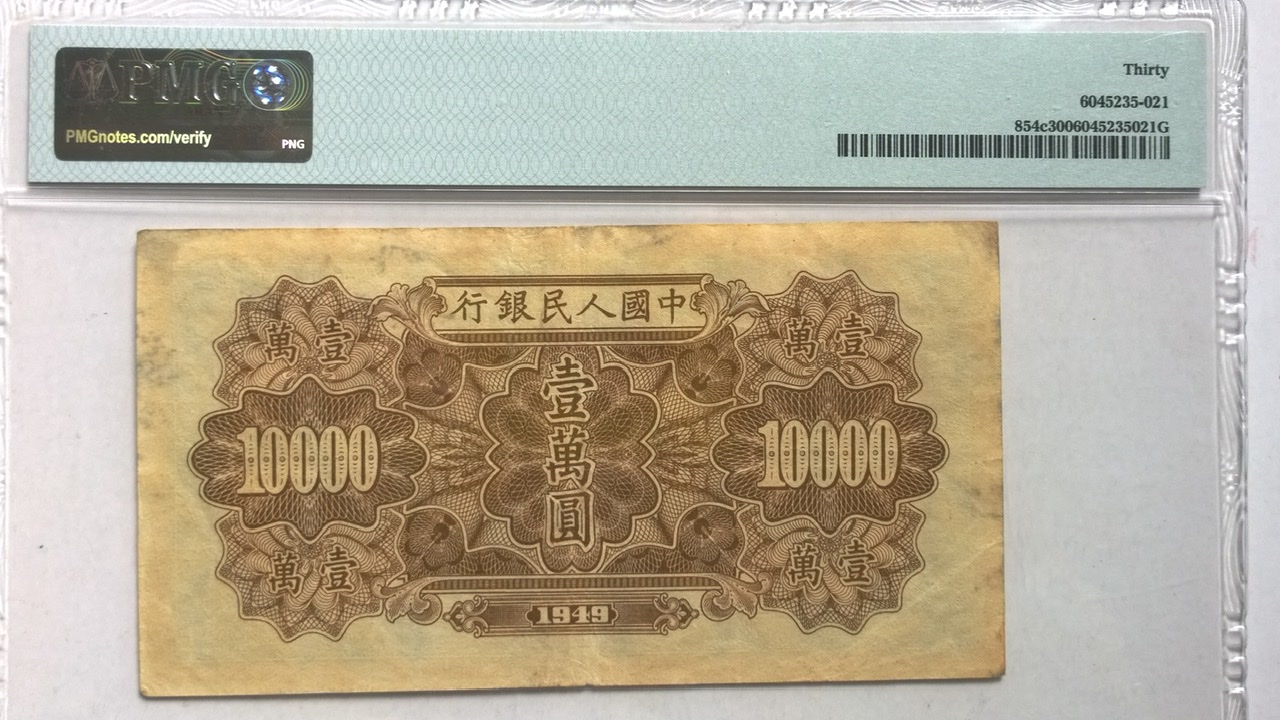 PMG
PMGnotes.com/verify
PNG
Thirty
6045235-021
854c3006045235021G
行銀民人國中
萬壹
萬壹
壹萬圓
10000
10000
萬壹
萬壹
1949